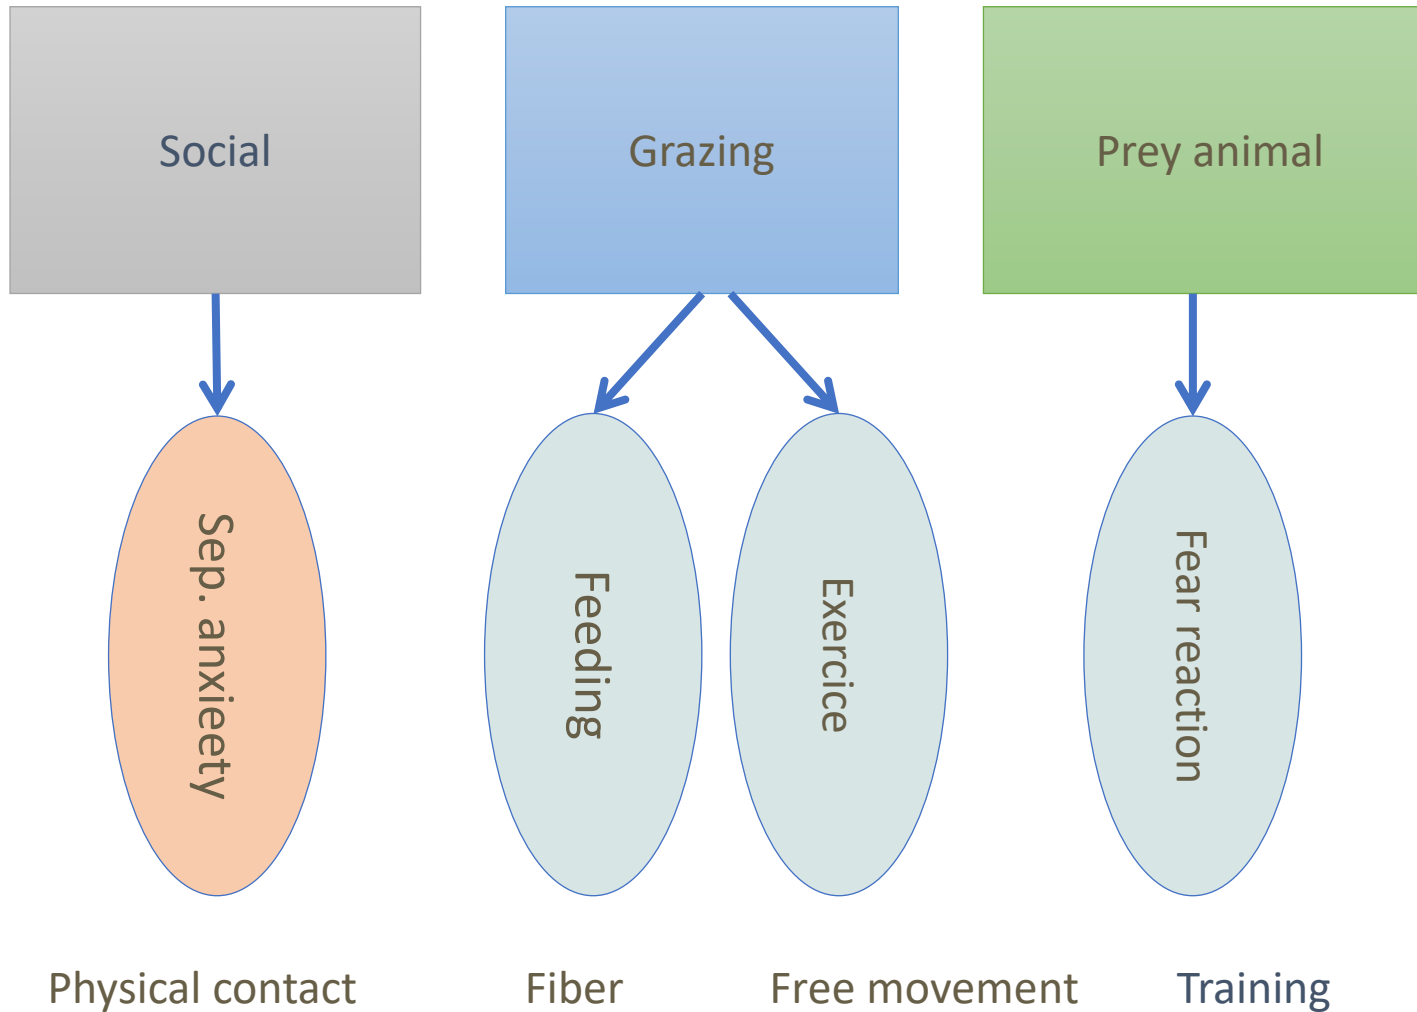 Social
Grazing
Prey animal
Sep. anxieety
Feeding
Exercice
Fear reaction
Physical contact
Fiber
Free movement
Training